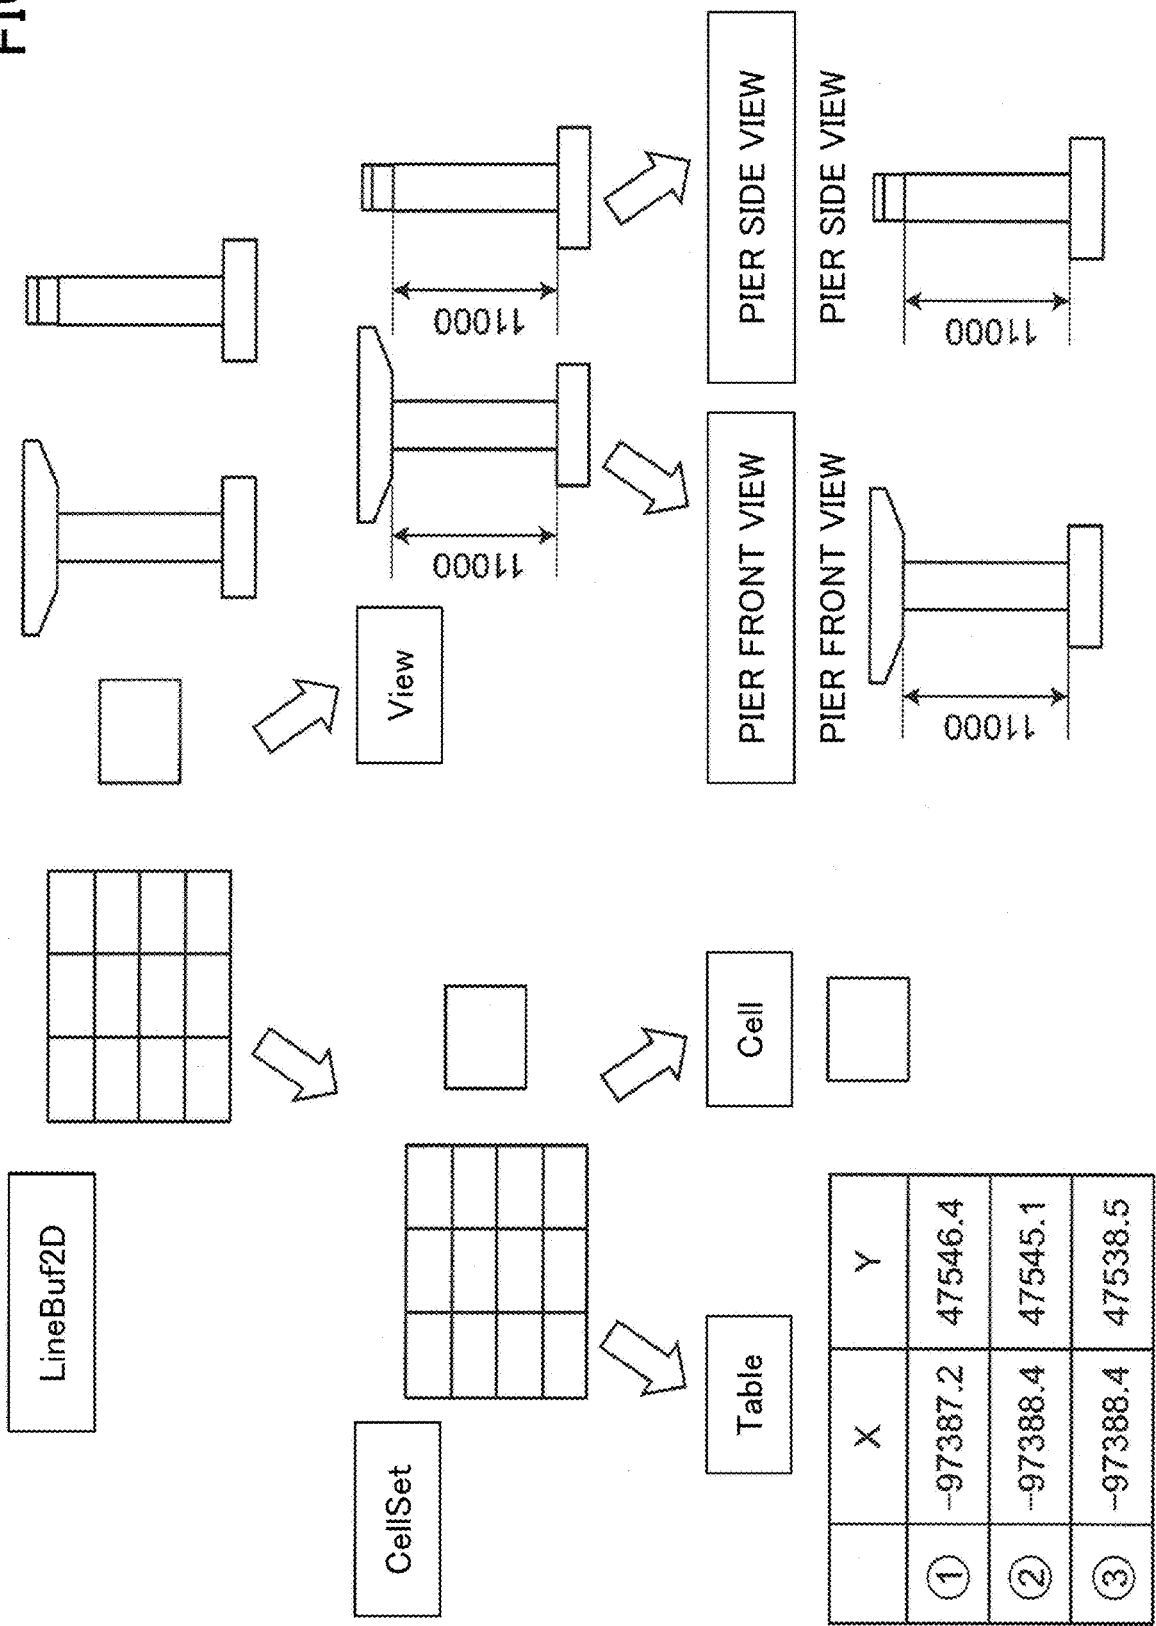 LineBuf2D
CellSet
View
11000
11000
Table
Cell
PIER FRONT VIEW
PIER SIDE VIEW
PIER FRONT VIEW
PIER SIDE VIEW
X Y
① -97387.2 47546.4
② -97388.4 47545.1
③ -97388.4 47538.5
11000
11000